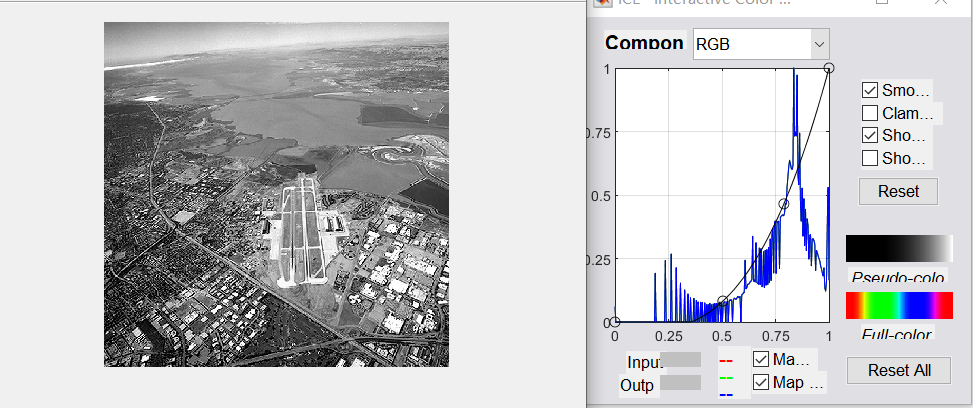 ICE - Interactive Color ...
Compon RGB
1
0.75
0.5
0.25
0
0 0.25 0.5 0.75 1
Smo...
Clam...
Sho...
Sho...
Reset
Pseudo-colo
Full-color
Input
Outp
Ma...
Map ...
Reset All